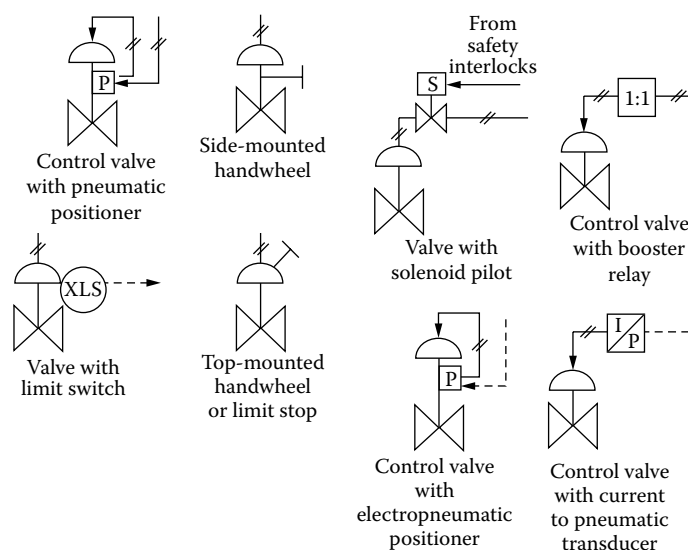 P
Control valve
with pneumatic
positioner
Side-mounted
handwheel
From
safety
interlocks
S
Valve with
solenoid pilot
1:1
Control valve
with booster
relay
XLS
Valve with
limit switch
Top-mounted
handwheel
or limit stop
P
Control valve
with
electropneumatic
positioner
I
P
Control valve
with current
to pneumatic
transducer